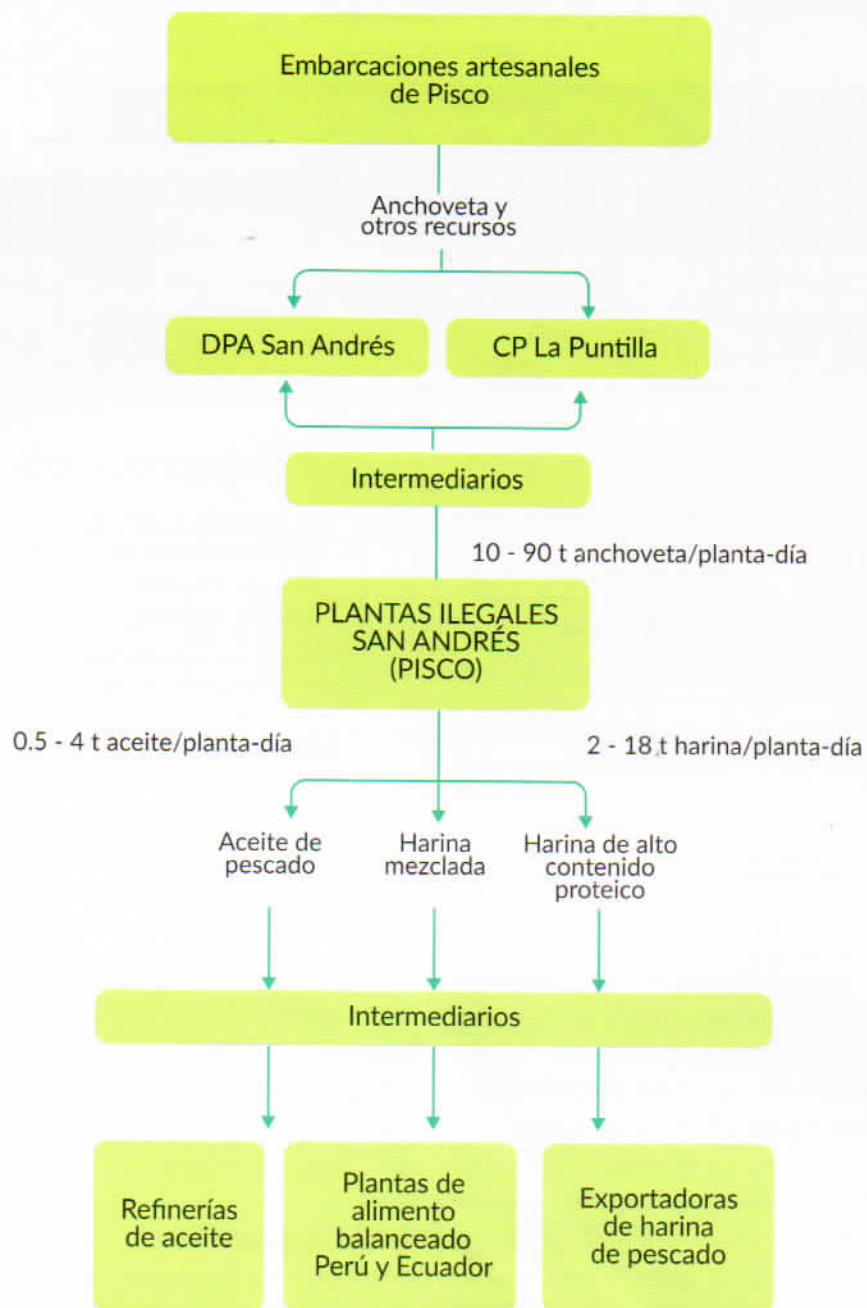 Embarcaciones artesanales
de Pisco
Anchoveta y
otros recursos
DPA San Andrés
CP La Puntilla
Intermediarios
10 - 90 t anchoveta/planta-día
PLANTAS ILEGALES
SAN ANDRÉS
(PISCO)
0.5 - 4 t aceite/planta-día
2 - 18 t harina/planta-día
Aceite de
pescado
Harina
mezclada
Harina de alto
contenido
proteico
Intermediarios
Refinerías
de aceite
Plantas de
alimento
balanceado
Perú y Ecuador
Exportadoras
de harina
de pescado